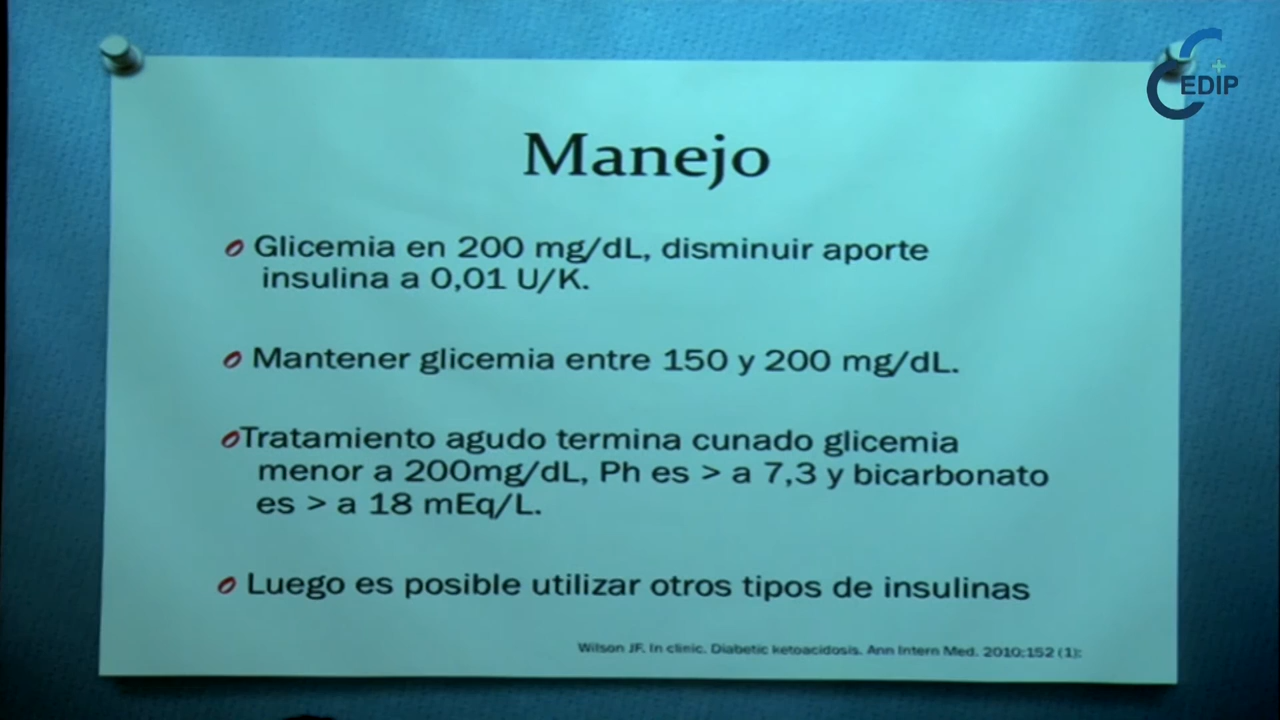 EDIP
Manejo
Glicemia en 200 mg/dL, disminuir aporte
insulina a 0,01 U/K.
Mantener glicemia entre 150 y 200 mg/dL.
Tratamiento agudo termina cunado glicemia
menor a 200mg/dL, Ph es > a 7,3 y bicarbonato
es > a 18 mEq/L.
Luego es posible utilizar otros tipos de insulinas
Wilson JF. In clinic. Diabetic ketoacidosis. Ann Intern Med. 2010;152 (1):